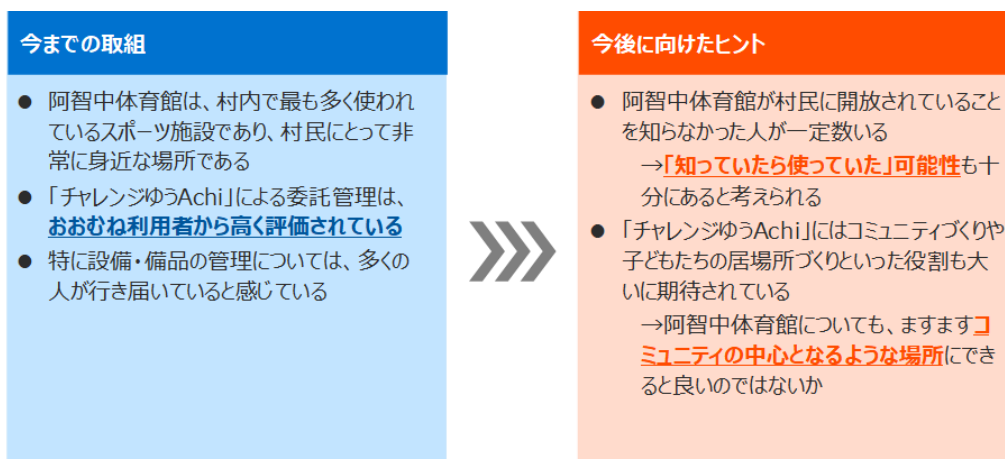 今までの取組
● 阿智中体育館は、村内で最も多く使われ
ているスポーツ施設であり、村民にとって非
常に身近な場所である
● 「チャレンジゆうAchi」による委託管理は、
おおむね利用者から高く評価されている
● 特に設備・備品の管理については、多くの
人が行き届いていると感じている
今後に向けたヒント
● 阿智中体育館が村民に開放されていること
を知らなかった人が一定数いる
→「知っていたら使っていた」可能性も十
分にあると考えられる
● 「チャレンジゆうAchi」にはコミュニティづくりや
子どもたちの居場所づくりといった役割も大
いに期待されている
→阿智中体育館についても、ますますコ
ミュニティの中心となるような場所にでき
ると良いのではないか